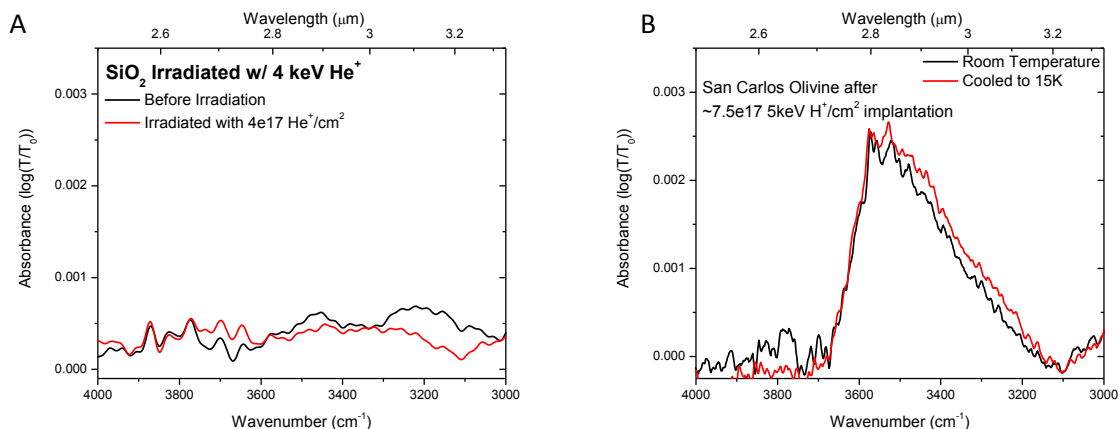 A
Wavelength (μm)
2.6 2.8 3 3.2
SiO₂ Irradiated w/ 4 keV He⁺
Before Irradiation
Irradiated with 4e17 He⁺/cm²
0.003
0.002
0.001
0.000
Absorbance (log(T/T₀))
4000 3800 3600 3400 3200 3000
Wavenumber (cm⁻¹)
B
Wavelength (μm)
2.6 2.8 3 3.2
Room Temperature
Cooled to 15K
San Carlos Olivine after
~7.5e17 5keV H⁺/cm² implantation
0.003
0.002
0.001
0.000
Absorbance (log(T/T₀))
4000 3800 3600 3400 3200 3000
Wavenumber (cm⁻¹)